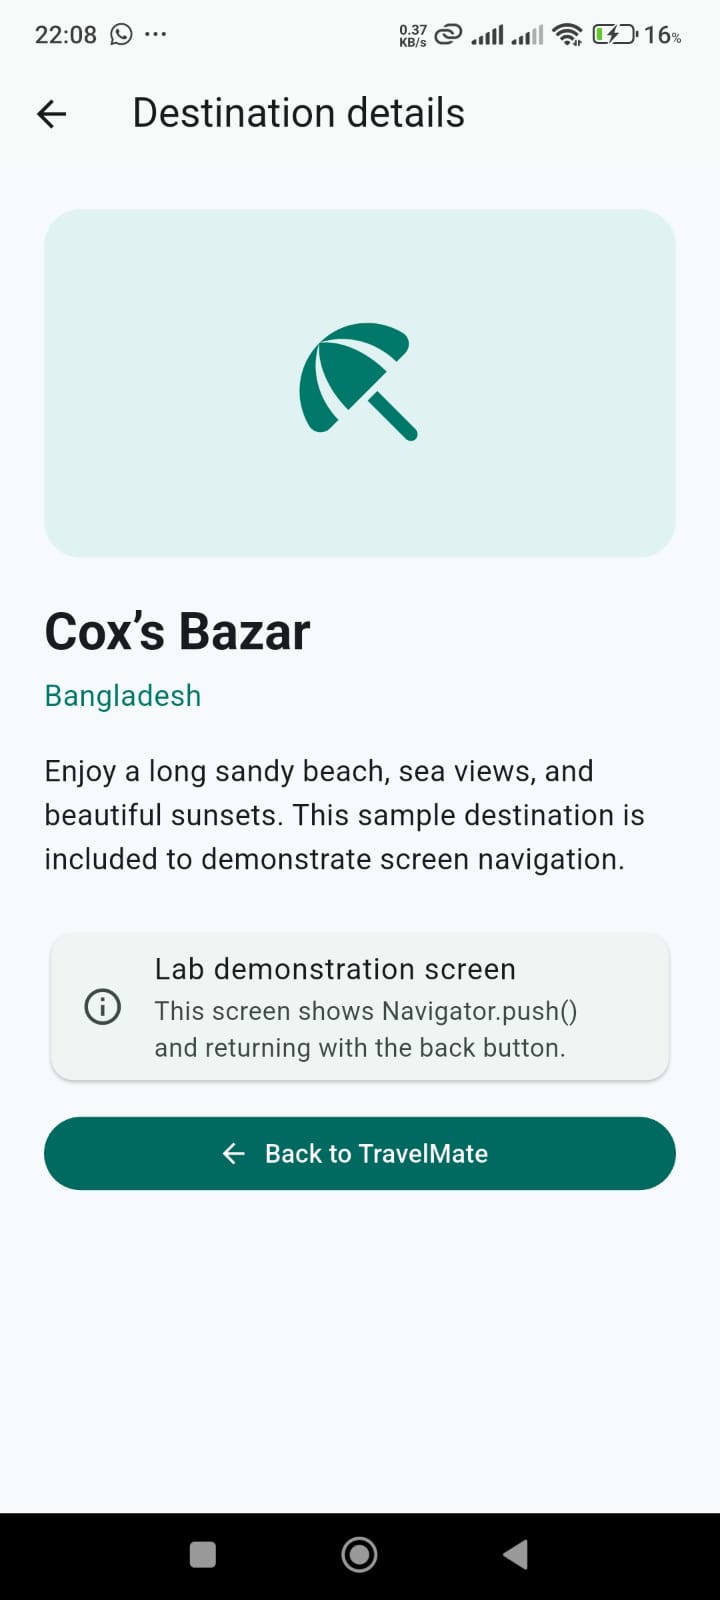 22:08
0.37
KB/s
16%
Destination details
Cox’s Bazar
Bangladesh
Enjoy a long sandy beach, sea views, and
beautiful sunsets. This sample destination is
included to demonstrate screen navigation.
Lab demonstration screen
This screen shows Navigator.push()
and returning with the back button.
Back to TravelMate